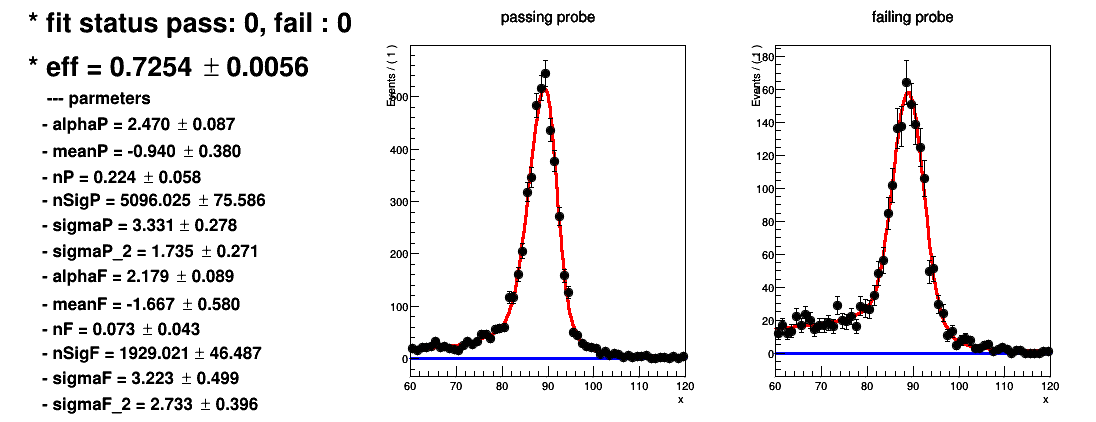 * fit status pass: 0, fail : 0
* eff = 0.7254 ± 0.0056
--- parmeters
- alphaP = 2.470 ± 0.087
- meanP = -0.940 ± 0.380
- nP = 0.224 ± 0.058
- nSigP = 5096.025 ± 75.586
- sigmaP = 3.331 ± 0.278
- sigmaP_2 = 1.735 ± 0.271
- alphaF = 2.179 ± 0.089
- meanF = -1.667 ± 0.580
- nF = 0.073 ± 0.043
- nSigF = 1929.021 ± 46.487
- sigmaF = 3.223 ± 0.499
- sigmaF_2 = 2.733 ± 0.396
passing probe
Events / ( 1 )
500
400
300
200
100
0
60 70 80 90 100 110 120
x
failing probe
Events / ( 1 )
180
160
140
120
100
80
60
40
20
0
60 70 80 90 100 110 120
x